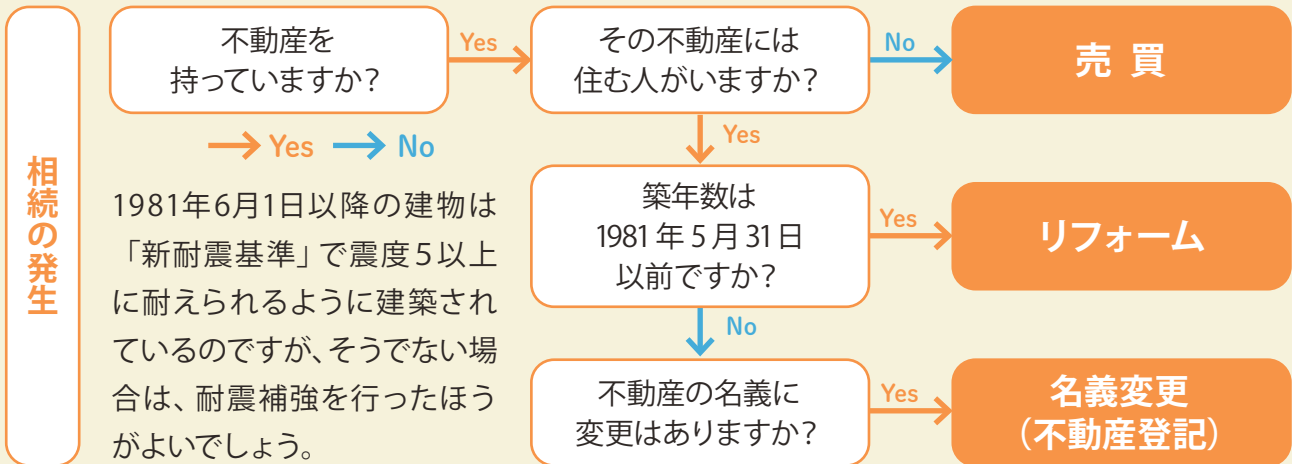 相続の発生
不動産を
持っていますか？
Yes
その不動産には
住む人がいますか？
No
売 買
Yes No
Yes
1981年6月1日以降の建物は
「新耐震基準」で震度5以上
に耐えられるように建築され
ているのですが、そうでない場
合は、耐震補強を行ったほう
がよいでしょう。
築年数は
1981年5月31日
以前ですか？
Yes
リフォーム
No
不動産の名義に
変更はありますか？
Yes
名義変更
（不動産登記）